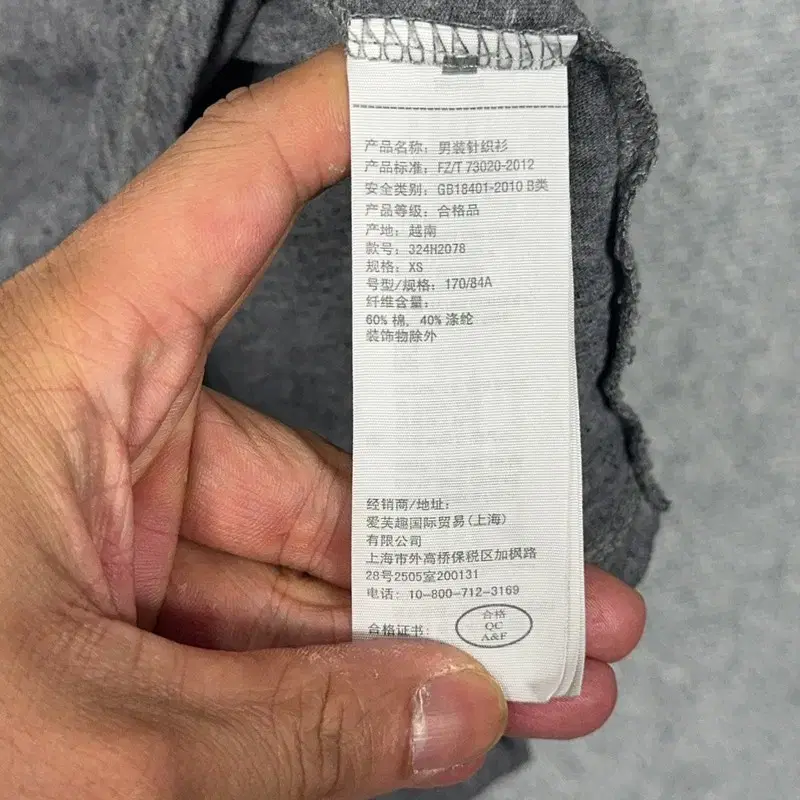 产品名称：男装针织衫
产品标准：FZ/T 73020-2012
安全类别：GB18401-2010 B类
产品等级：合格品
产地：越南
款号：324H2078
规格：XS
号型/规格：170/84A
纤维含量：
60% 棉, 40% 涤纶
装饰物除外
经销商/地址：
爱芙趣国际贸易(上海)
有限公司
上海市外高桥保税区加枫路
28号2505室200131
电话：10-800-712-3169
合格证书：
合格
QC
A&F